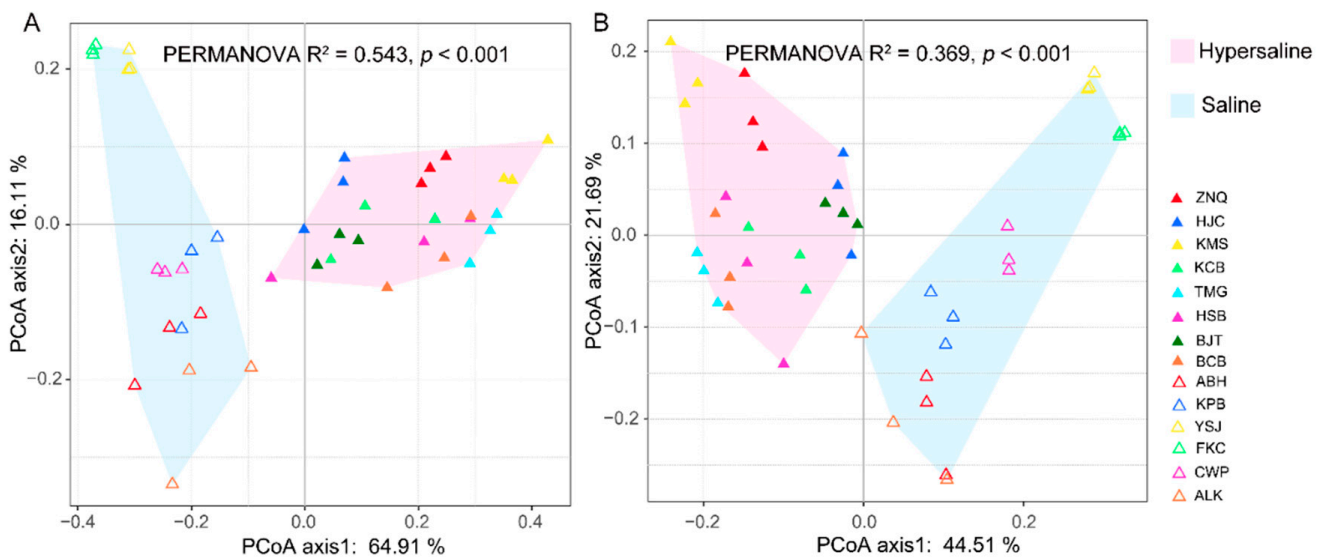 A
PERMANOVA R² = 0.543, p < 0.001
0.2
0.0
−0.2
PCoA axis2: 16.11 %
−0.4
−0.2
0.0
0.2
0.4
PCoA axis1: 64.91 %
B
PERMANOVA R² = 0.369, p < 0.001
0.2
0.1
0.0
−0.1
−0.2
PCoA axis2: 21.69 %
−0.2
0.0
0.2
PCoA axis1: 44.51 %
Hypersaline
Saline
ZNQ
HJC
KMS
KCB
TMG
HSB
BJT
BCB
ABH
KPB
YSJ
FKC
CWP
ALK